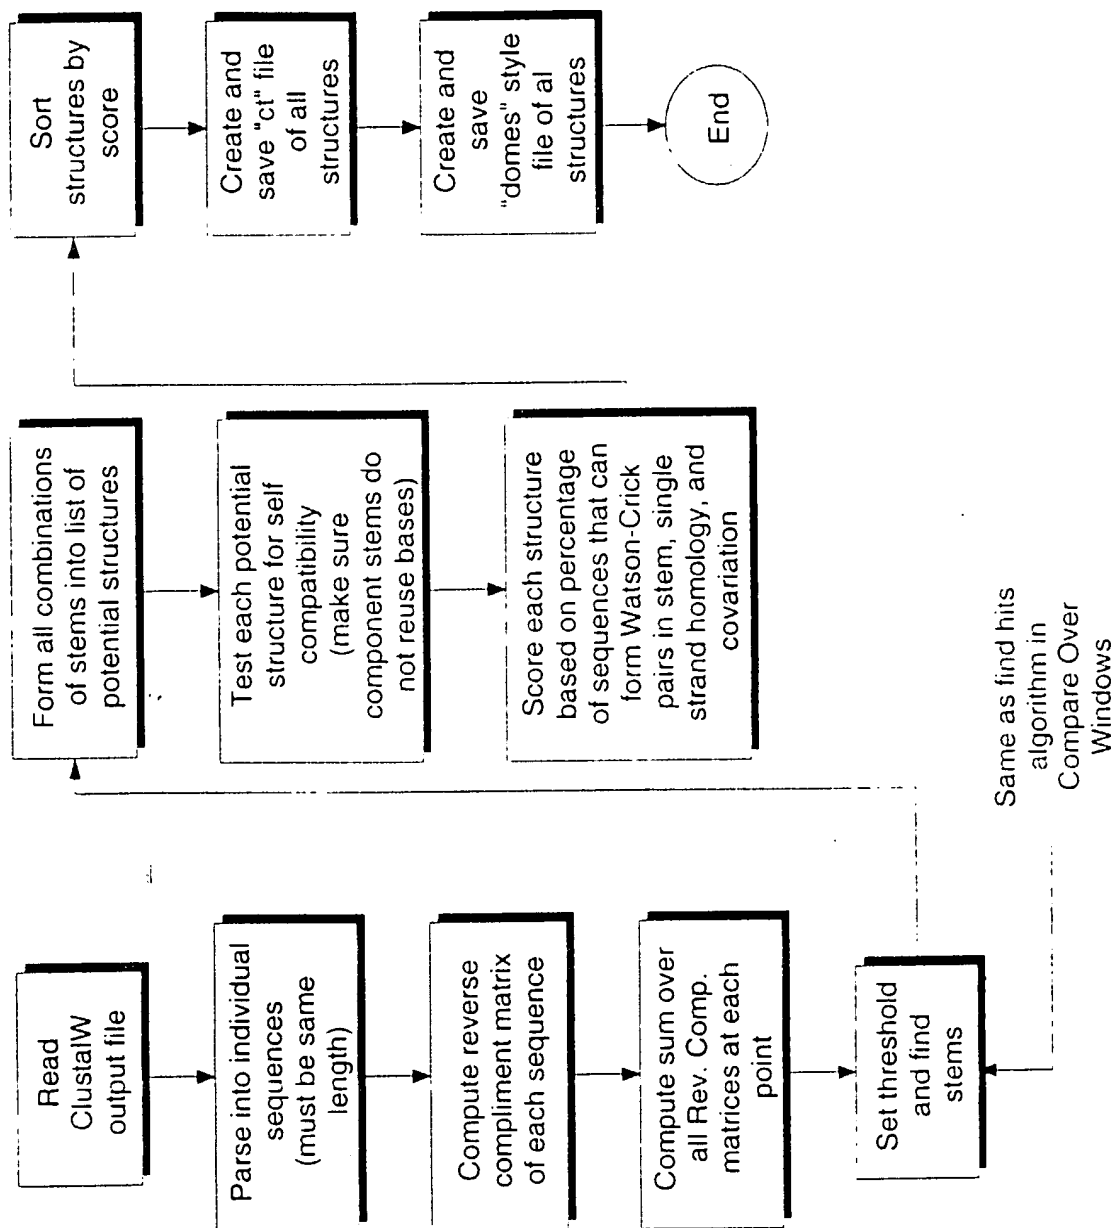 Read
ClustalW
output file
Parse into individual
sequences
(must be same
length)
Compute reverse
compliment matrix
of each sequence
Compute sum over
all Rev. Comp.
matrices at each
point
Set threshold
and find
stems
Same as find hits
algorithm in
Compare Over
Windows
Form all combinations
of stems into list of
potential structures
Test each potential
structure for self
compatibility
(make sure
component stems do
not reuse bases)
Score each structure
based on percentage
of sequences that can
form Watson-Crick
pairs in stem, single
strand homology, and
covariation
Sort
structures by
score
Create and
save "ct" file
of all
structures
Create and
save
"domes" style
file of al
structures
End